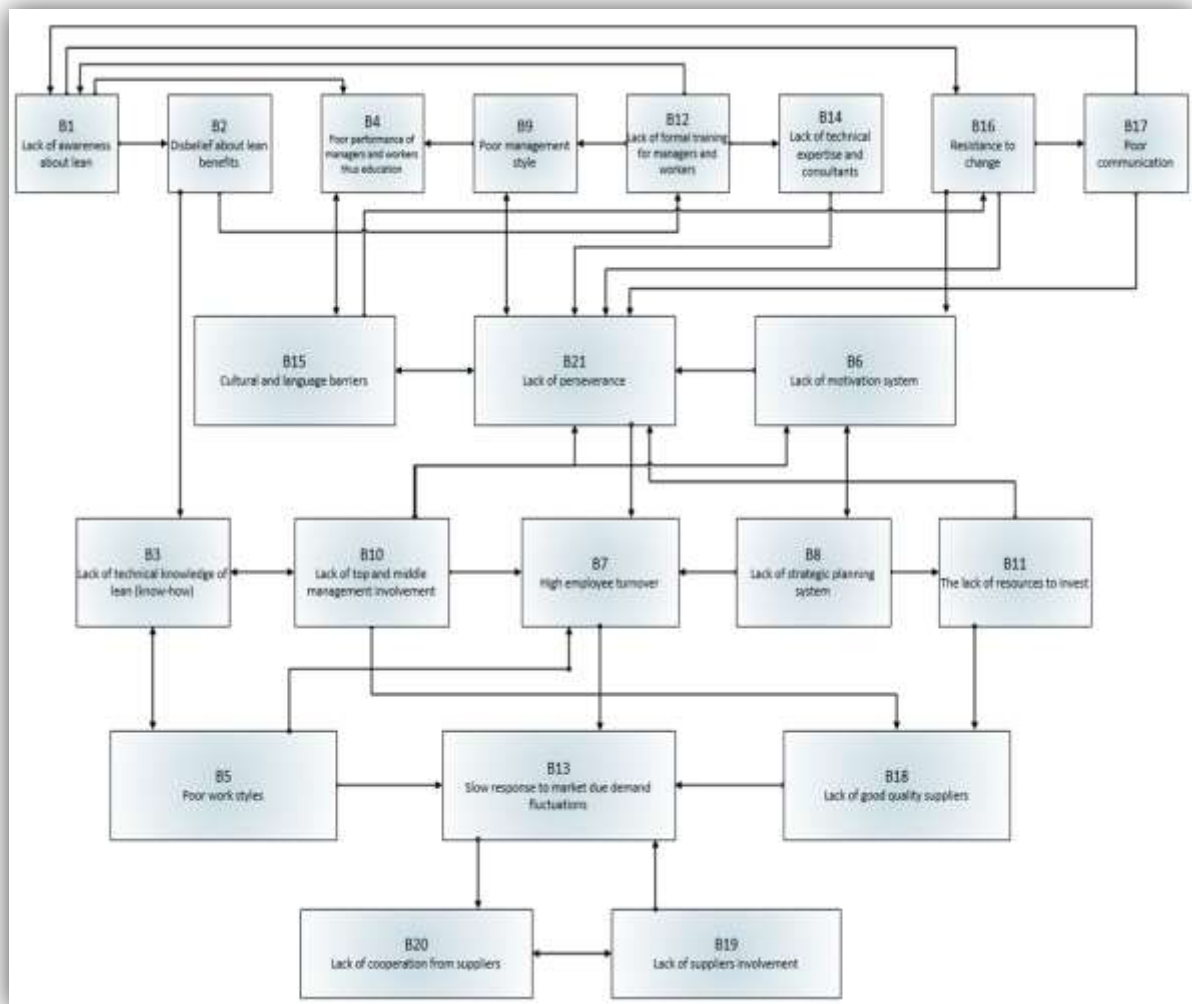 B1
Lack of awareness
about lean
B2
Disbelief about lean
benefits
B4
Poor performance of
managers and workers
thus education
B9
Poor management
style
B12
Lack of formal training
for managers and
workers
B14
Lack of technical
expertise and
consultants
B16
Resistance to
change
B17
Poor
communication
B15
Cultural and language barriers
B21
Lack of perseverance
B6
Lack of motivation system
B3
Lack of technical knowledge of
lean (know-how)
B10
Lack of top and middle
management involvement
B7
High employee turnover
B8
Lack of strategic planning
system
B11
The lack of resources to invest
B5
Poor work styles
B13
Slow response to market due demand
fluctuations
B18
Lack of good quality suppliers
B20
Lack of cooperation from suppliers
B19
Lack of suppliers involvement